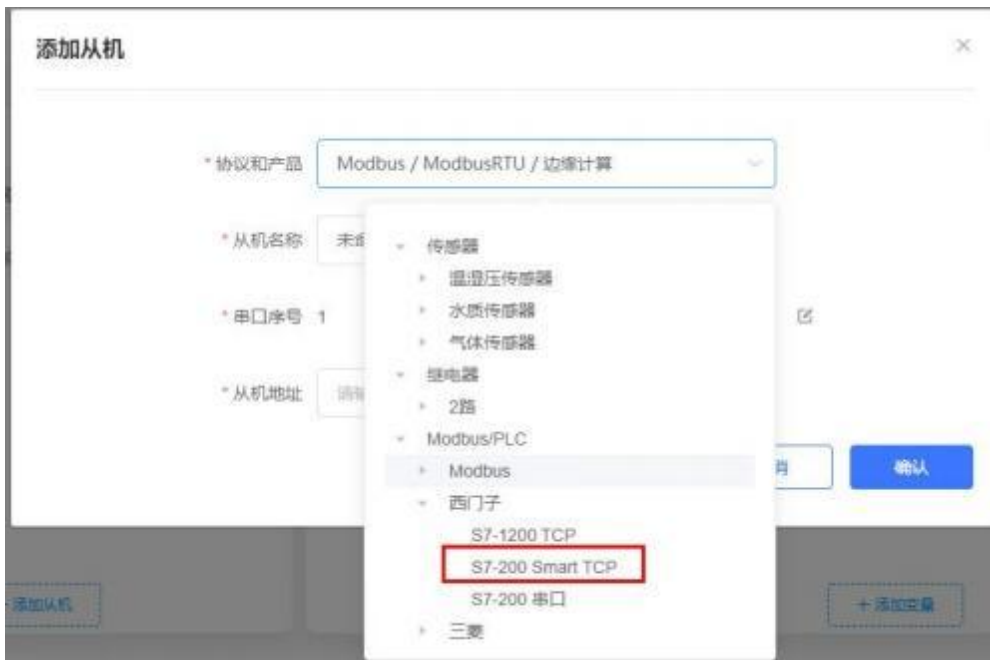 添加从机
*协议和产品 Modbus / ModbusRTU / 边缘计算
*从机名称 未命
传感器
温湿压传感器
水质传感器
*串口序号 1
气体传感器
继电器
*从机地址 请输
2路
Modbus/PLC
Modbus
消 确认
西门子
S7-1200 TCP
S7-200 Smart TCP
S7-200 串口
添加从机
+ 添加变量
三菱